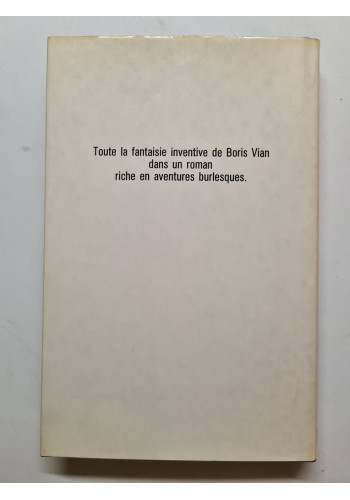 Toute la fantaisie inventive de Boris Vian
dans un roman
riche en aventures burlesques.